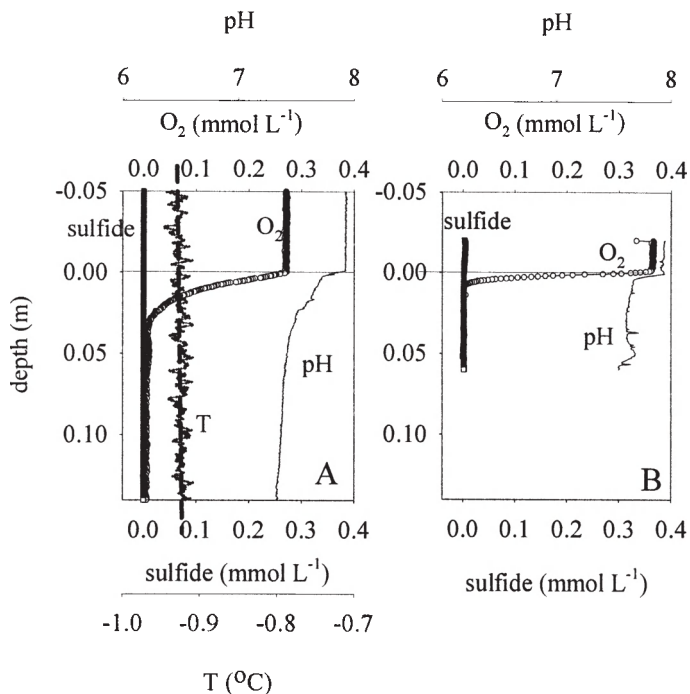 pH pH
6 7 8 6 7 8
O2 (mmol L-1) O2 (mmol L-1)
0.0 0.1 0.2 0.3 0.4 0.0 0.1 0.2 0.3 0.4
-0.05 -0.05
sulfide O2 sulfide O2
0.00 0.00
depth (m)
0.05 pH 0.05 pH
T
0.10 A 0.10 B
0.0 0.1 0.2 0.3 0.4 0.0 0.1 0.2 0.3 0.4
sulfide (mmol L-1) sulfide (mmol L-1)
-1.0 -0.9 -0.8 -0.7
T (oC)